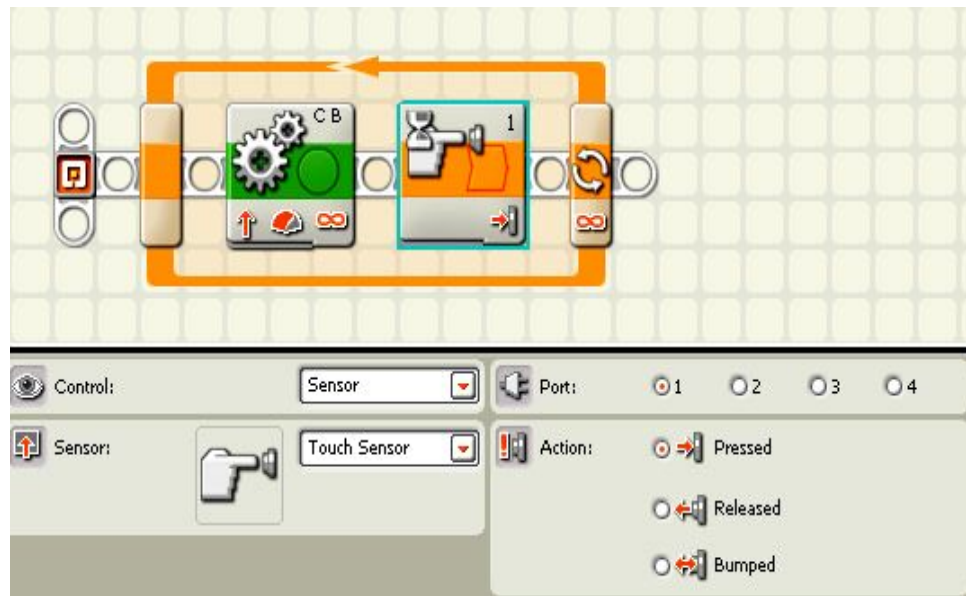 C B
1
Control:
Sensor
Port:
1
2
3
4
Sensor:
Touch Sensor
Action:
Pressed
Released
Bumped